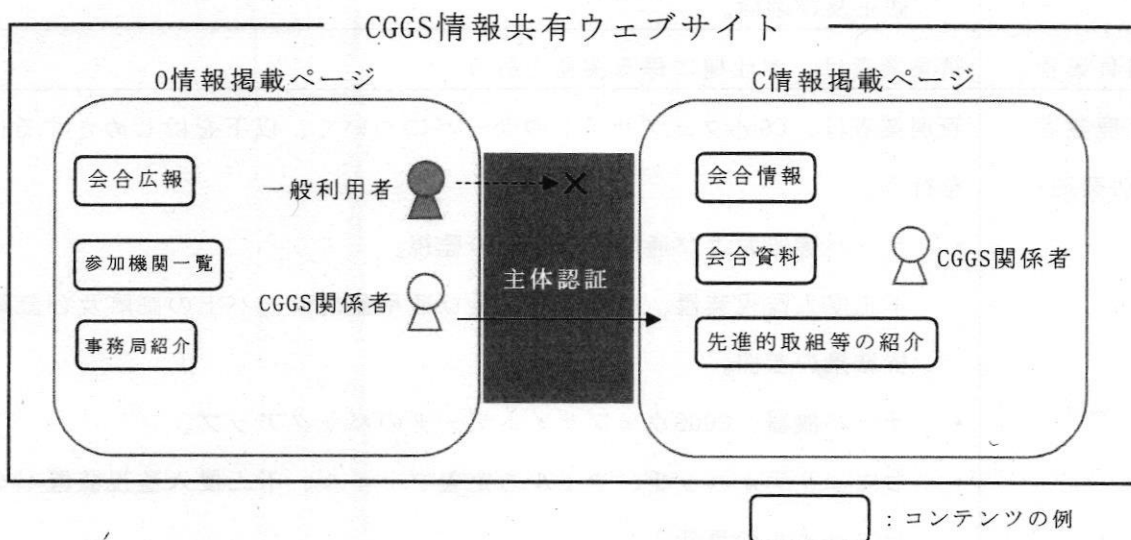 CGGS情報共有ウェブサイト
O情報掲載ページ
C情報掲載ページ
会合広報
一般利用者
会合情報
参加機関一覧
主体認証
会合資料
CGGS関係者
CGGS関係者
事務局紹介
先進的取組等の紹介
：コンテンツの例